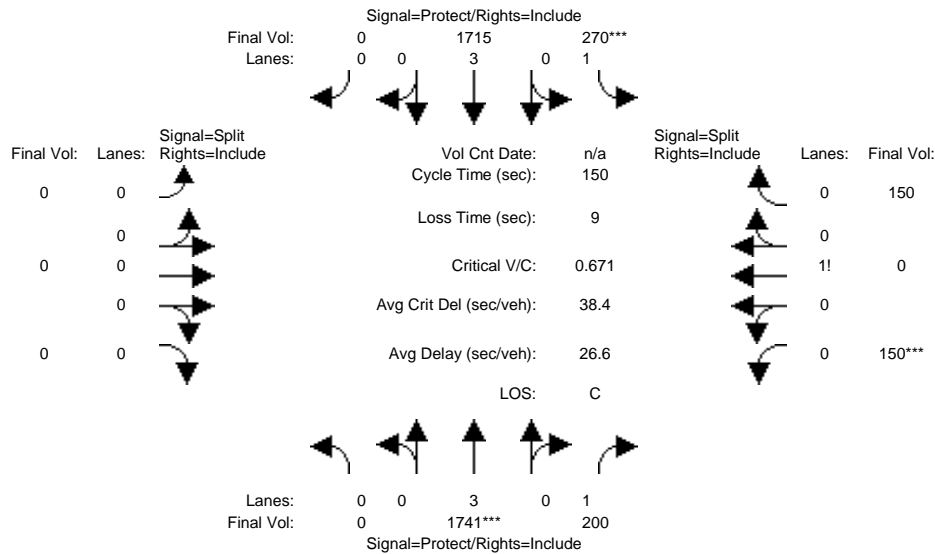 Signal=Protect/Rights=Include
Final Vol: 0 1715 270***
Lanes: 0 0 3 0 1
Signal=Split
Final Vol: Lanes: Rights=Include
Vol Cnt Date: n/a
Signal=Split
Rights=Include Lanes: Final Vol:
Cycle Time (sec): 150
0 0
0 150
Loss Time (sec): 9
0
0
0 0
Critical V/C: 0.671
1! 0
0
Avg Crit Del (sec/veh): 38.4
0
0 0
Avg Delay (sec/veh): 26.6
0 150***
LOS: C
Lanes: 0 0 3 0 1
Final Vol: 0 1741*** 200
Signal=Protect/Rights=Include